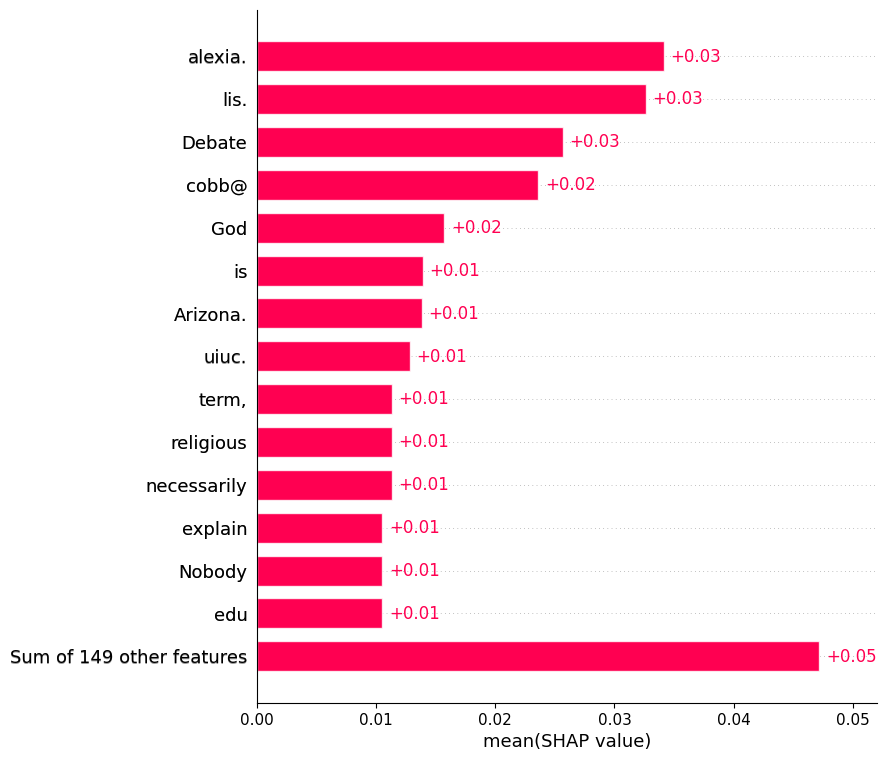 alexia. +0.03
lis. +0.03
Debate +0.03
cobb@ +0.02
God +0.02
is +0.01
Arizona. +0.01
uiuc. +0.01
term, +0.01
religious +0.01
necessarily +0.01
explain +0.01
Nobody +0.01
edu +0.01
Sum of 149 other features +0.05
0.00 0.01 0.02 0.03 0.04 0.05
mean(SHAP value)